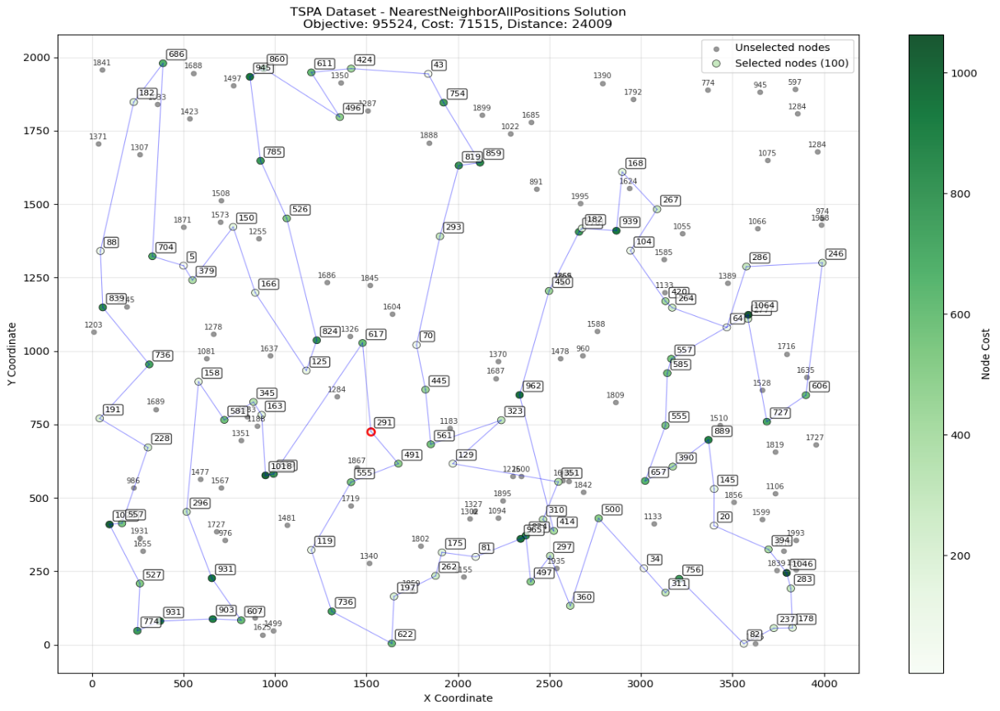 TSPA Dataset - NearestNeighborAllPositions Solution
Objective: 95524, Cost: 71515, Distance: 24009
Unselected nodes
Selected nodes (100)
Y Coordinate
2000
1750
1500
1250
1000
750
500
250
0
0 500 1000 1500 2000 2500 3000 3500 4000
X Coordinate
1000
800
600
400
200
Node Cost
686 860 945 611 424 43
1841 1688 1497 1350 1390 774 945 597
182 754 1792
1423 496 1287 1899 1685 1284
1371 1307 785 1888 1022 819 859 1284 1075
168 1624 891
1508 526 1995 267 974
1871 1573 150 1255 293 182 939 1055 1066
88 704 5 379 104 1585 286 246
166 1686 1845 450 1133 1389
839 1604 420 264 1064
1203 1278 824 1326 617 70 1588 64
736 1081 1637 125 1370 1478 960 557 1716
158 1687 585 1635
581 345 163 1284 445 962 1809 1528 606
191 1689 1188 291 1183 323 555 1510 727
228 1351 561 889 1819 1727
986 1477 1567 1018 1867 491 129 351 390
555 1842 657 145 1106
557 296 1481 1719 1895 1327 1094 310 500 1133 1856 1599
1931 1727 976 414 20
1655 119 1802 175 81 965 297 394 1993
527 931 1340 262 155 497 1935 34 756 1839 1046
197 360 311 283
774 931 903 607 736
1625 1499 622 82 237 178